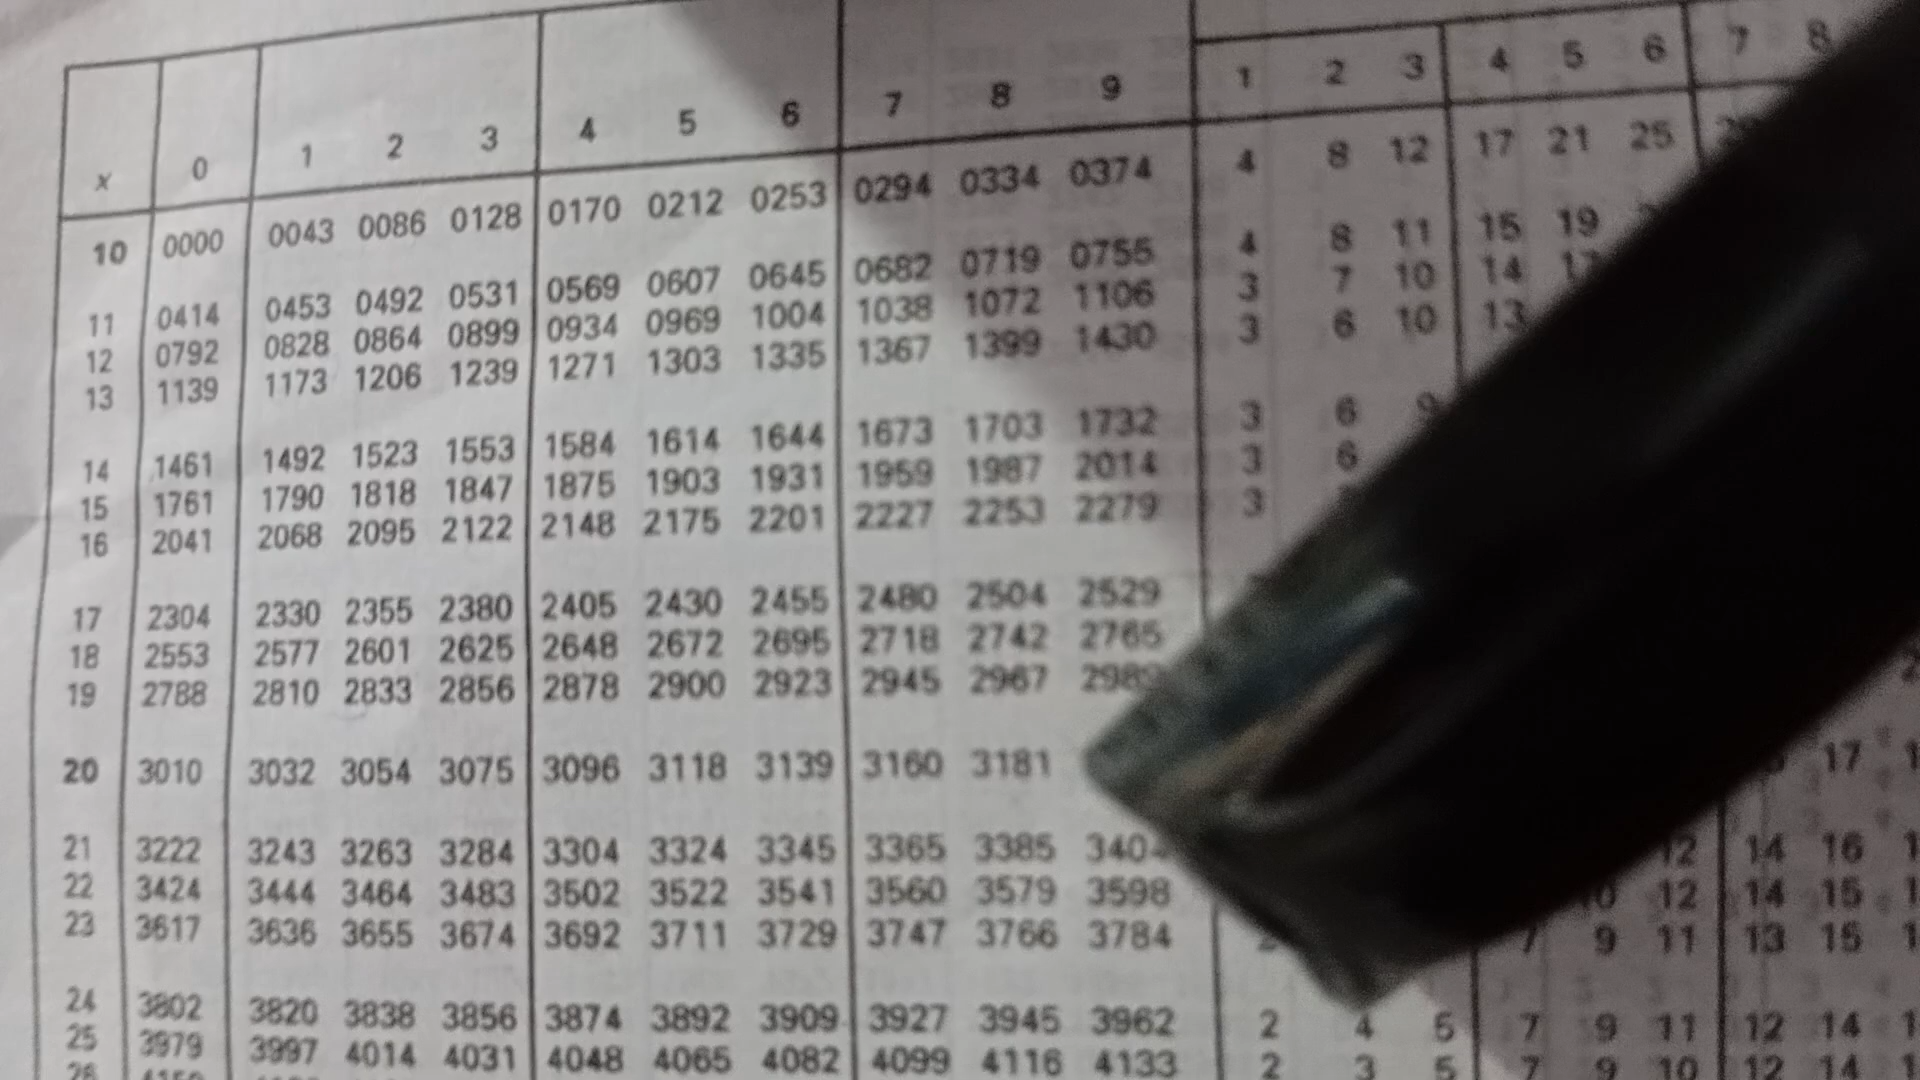 1 2 3 4 5 6 7 8
x 0 1 2 3 4 5 6 7 8 9
10 0000 0043 0086 0128 0170 0212 0253 0294 0334 0374 4 8 12 17 21 25
11 0414 0453 0492 0531 0569 0607 0645 0682 0719 0755 4 8 11 15 19
12 0792 0828 0864 0899 0934 0969 1004 1038 1072 1106 3 7 10 14
13 1139 1173 1206 1239 1271 1303 1335 1367 1399 1430 3 6 10 13
14 1461 1492 1523 1553 1584 1614 1644 1673 1703 1732 3 6 9
15 1761 1790 1818 1847 1875 1903 1931 1959 1987 2014 3 6
16 2041 2068 2095 2122 2148 2175 2201 2227 2253 2279 3
17 2304 2330 2355 2380 2405 2430 2455 2480 2504 2529
18 2553 2577 2601 2625 2648 2672 2695 2718 2742 2765
19 2788 2810 2833 2856 2878 2900 2923 2945 2967
20 3010 3032 3054 3075 3096 3118 3139 3160 3181 17
21 3222 3243 3263 3284 3304 3324 3345 3365 3385 12 14 16
22 3424 3444 3464 3483 3502 3522 3541 3560 3579 3598 10 12 14 15
23 3617 3636 3655 3674 3692 3711 3729 3747 3766 3784 7 9 11 13 15
24 3802 3820 3838 3856 3874 3892 3909 3927 3945 3962 2 4 5 7 9 11 12 14
25 3979 3997 4014 4031 4048 4065 4082 4099 4116 4133 2 3 5 7 9 10 12 14
26